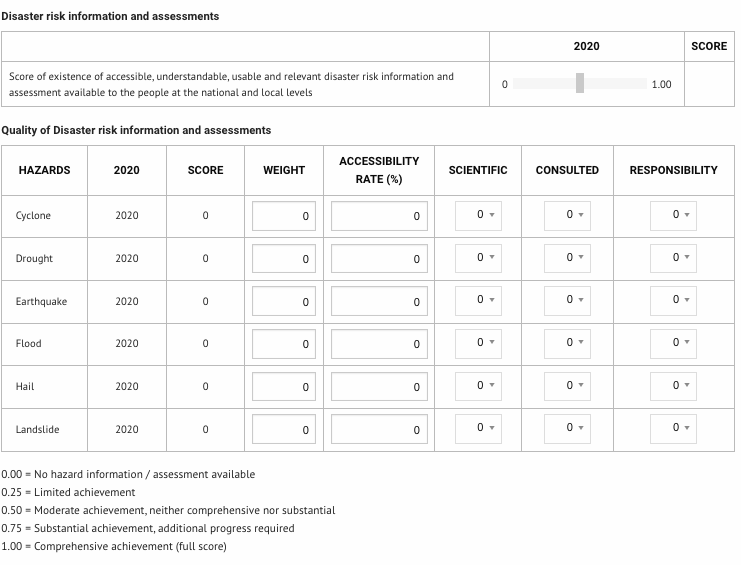 Disaster risk information and assessments
2020 SCORE
Score of existence of accessible, understandable, usable and relevant disaster risk information and
assessment available to the people at the national and local levels
0 1.00
Quality of Disaster risk information and assessments
HAZARDS 2020 SCORE WEIGHT ACCESSIBILITY RATE (%) SCIENTIFIC CONSULTED RESPONSIBILITY
Cyclone 2020 0 0 0 0 0 0
Drought 2020 0 0 0 0 0 0
Earthquake 2020 0 0 0 0 0 0
Flood 2020 0 0 0 0 0 0
Hail 2020 0 0 0 0 0 0
Landslide 2020 0 0 0 0 0 0
0.00 = No hazard information / assessment available
0.25 = Limited achievement
0.50 = Moderate achievement, neither comprehensive nor substantial
0.75 = Substantial achievement, additional progress required
1.00 = Comprehensive achievement (full score)